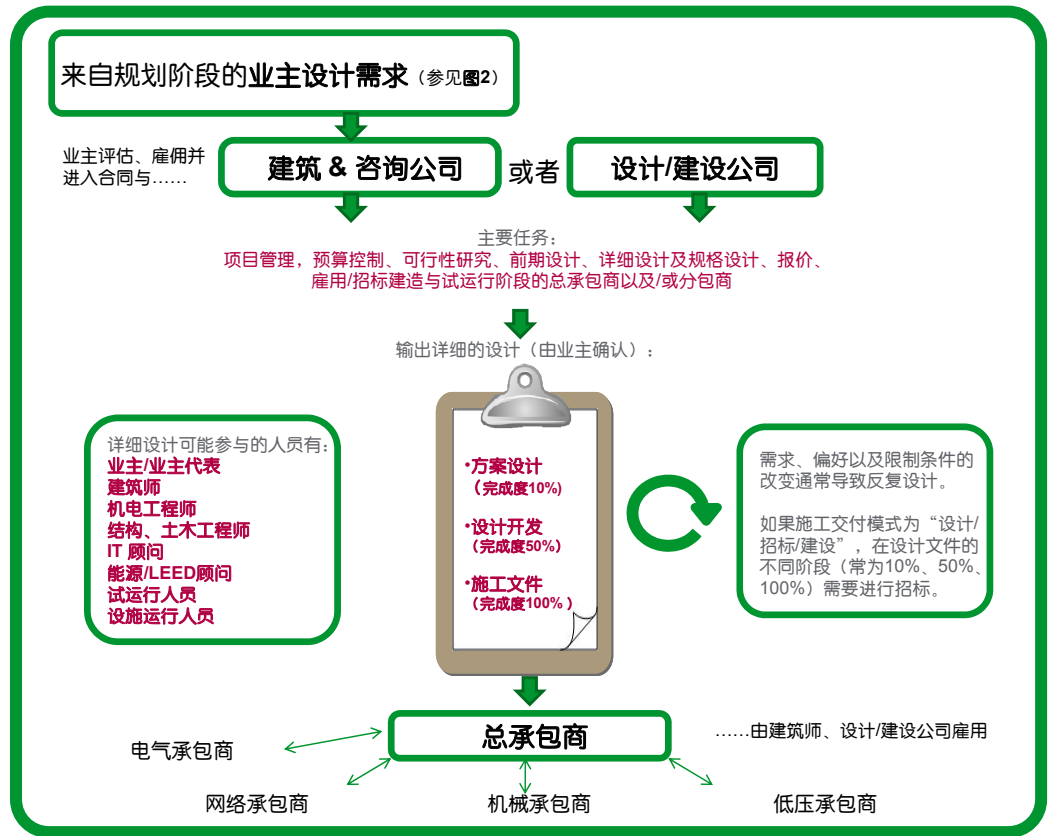 来自规划阶段的业主设计需求（参见图2）
业主评估、雇佣并
进入合同与……
建筑 & 咨询公司
或者
设计/建设公司
主要任务：
项目管理，预算控制、可行性研究、前期设计、详细设计及规格设计、报价、
雇用/招标建造与试运行阶段的总承包商以及/或分包商
输出详细的设计（由业主确认）：
详细设计可能参与的人员有：
业主/业主代表
建筑师
机电工程师
结构、土木工程师
IT 顾问
能源/LEED顾问
试运行人员
设施运行人员
•方案设计
（完成度10%)
•设计开发
（完成度50%）
•施工文件
（完成度100% ）
需求、偏好以及限制条件的
改变通常导致反复设计。
如果施工交付模式为“设计/
招标/建设”，在设计文件的
不同阶段（常为10%、50%、
100%）需要进行招标。
总承包商
……由建筑师、设计/建设公司雇用
电气承包商
网络承包商
机械承包商
低压承包商